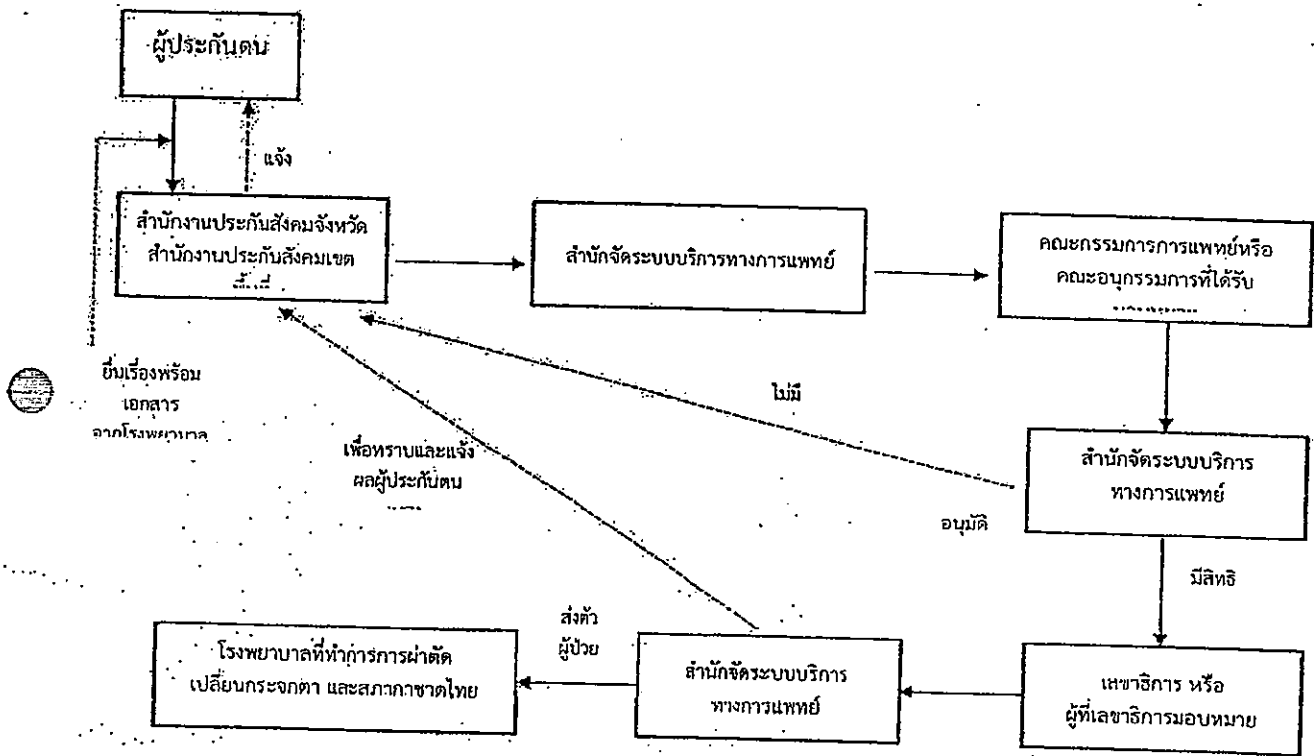 ผู้ประกันตน
แจ้ง
สำนักงานประกันสังคมจังหวัด
สำนักงานประกันสังคมเขต
สำนักจัดระบบบริการทางการแพทย์
คณะกรรมการการแพทย์หรือ
คณะอนุกรรมการที่ได้รับ
ยื่นเรื่องพร้อม
เอกสาร
จากโรงพยาบาล
ไม่มี
เพื่อทราบและแจ้ง
ผลผู้ประกันตน
สำนักจัดระบบบริการ
ทางการแพทย์
อนุมัติ
มีสิทธิ
ส่งตัว
ผู้ป่วย
โรงพยาบาลที่ทำการการผ่าตัด
เปลี่ยนกระจกตา และสภากาชาดไทย
สำนักจัดระบบบริการ
ทางการแพทย์
เลขาธิการ หรือ
ผู้ที่เลขาธิการมอบหมาย